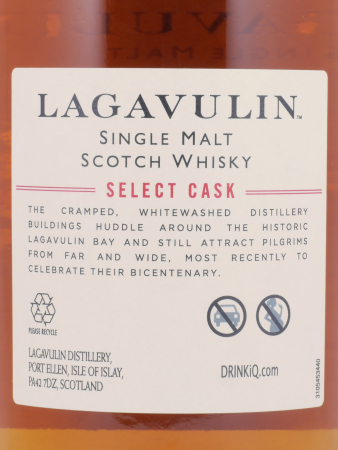 LAGAVULIN™
SINGLE MALT
SCOTCH WHISKY
SELECT CASK
THE CRAMPED, WHITEWASHED DISTILLERY
BUILDINGS HUDDLE AROUND THE HISTORIC
LAGAVULIN BAY AND STILL ATTRACT PILGRIMS
FROM FAR AND WIDE, MOST RECENTLY TO
CELEBRATE THEIR BICENTENARY.
PLEASE RECYCLE
LAGAVULIN DISTILLERY,
PORT ELLEN, ISLE OF ISLAY,
PA42 7DZ, SCOTLAND
DRINKiQ.com
3105453440